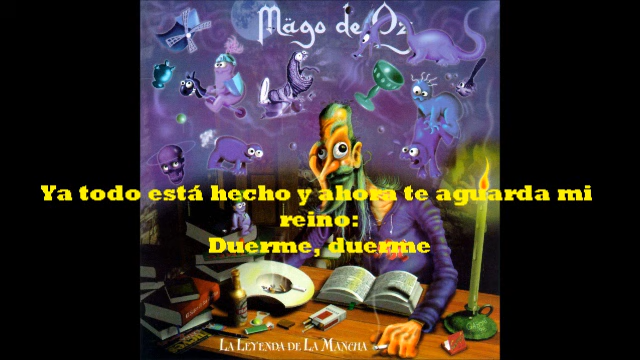 Mägo de Oz
Ya todo está hecho y ahora te aguarda mi
reino:
Duerme, duerme
LA LEYENDA DE LA MANCHA